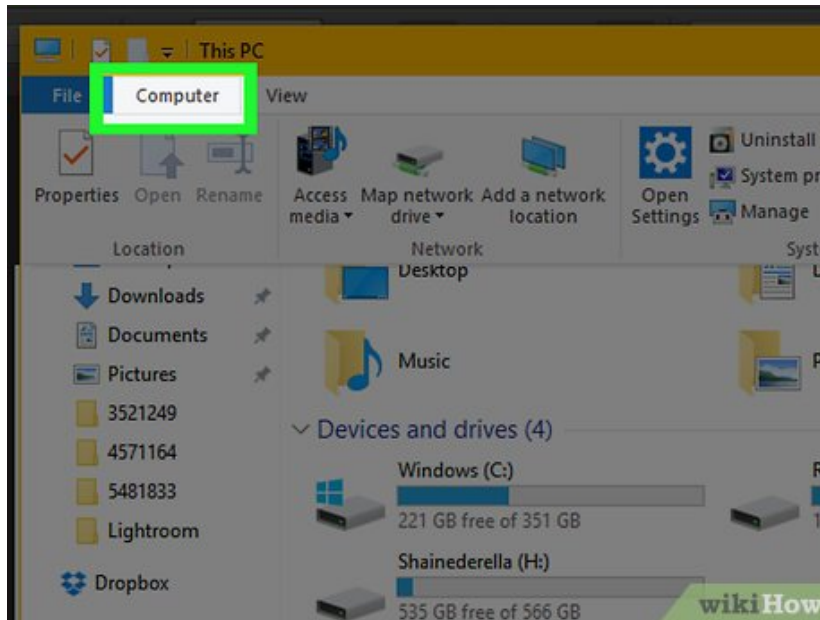 This PC
File Computer View
Uninstall
System pr
Manage
Properties Open Rename
Access media
Map network drive
Add a network location
Open Settings
Location Network Syst
Desktop
Downloads
Documents
Music
Pictures
3521249
Devices and drives (4)
4571164
Windows (C:)
5481833
221 GB free of 351 GB
Lightroom
Shainederella (H:)
Dropbox
535 GB free of 566 GB
wikiHow